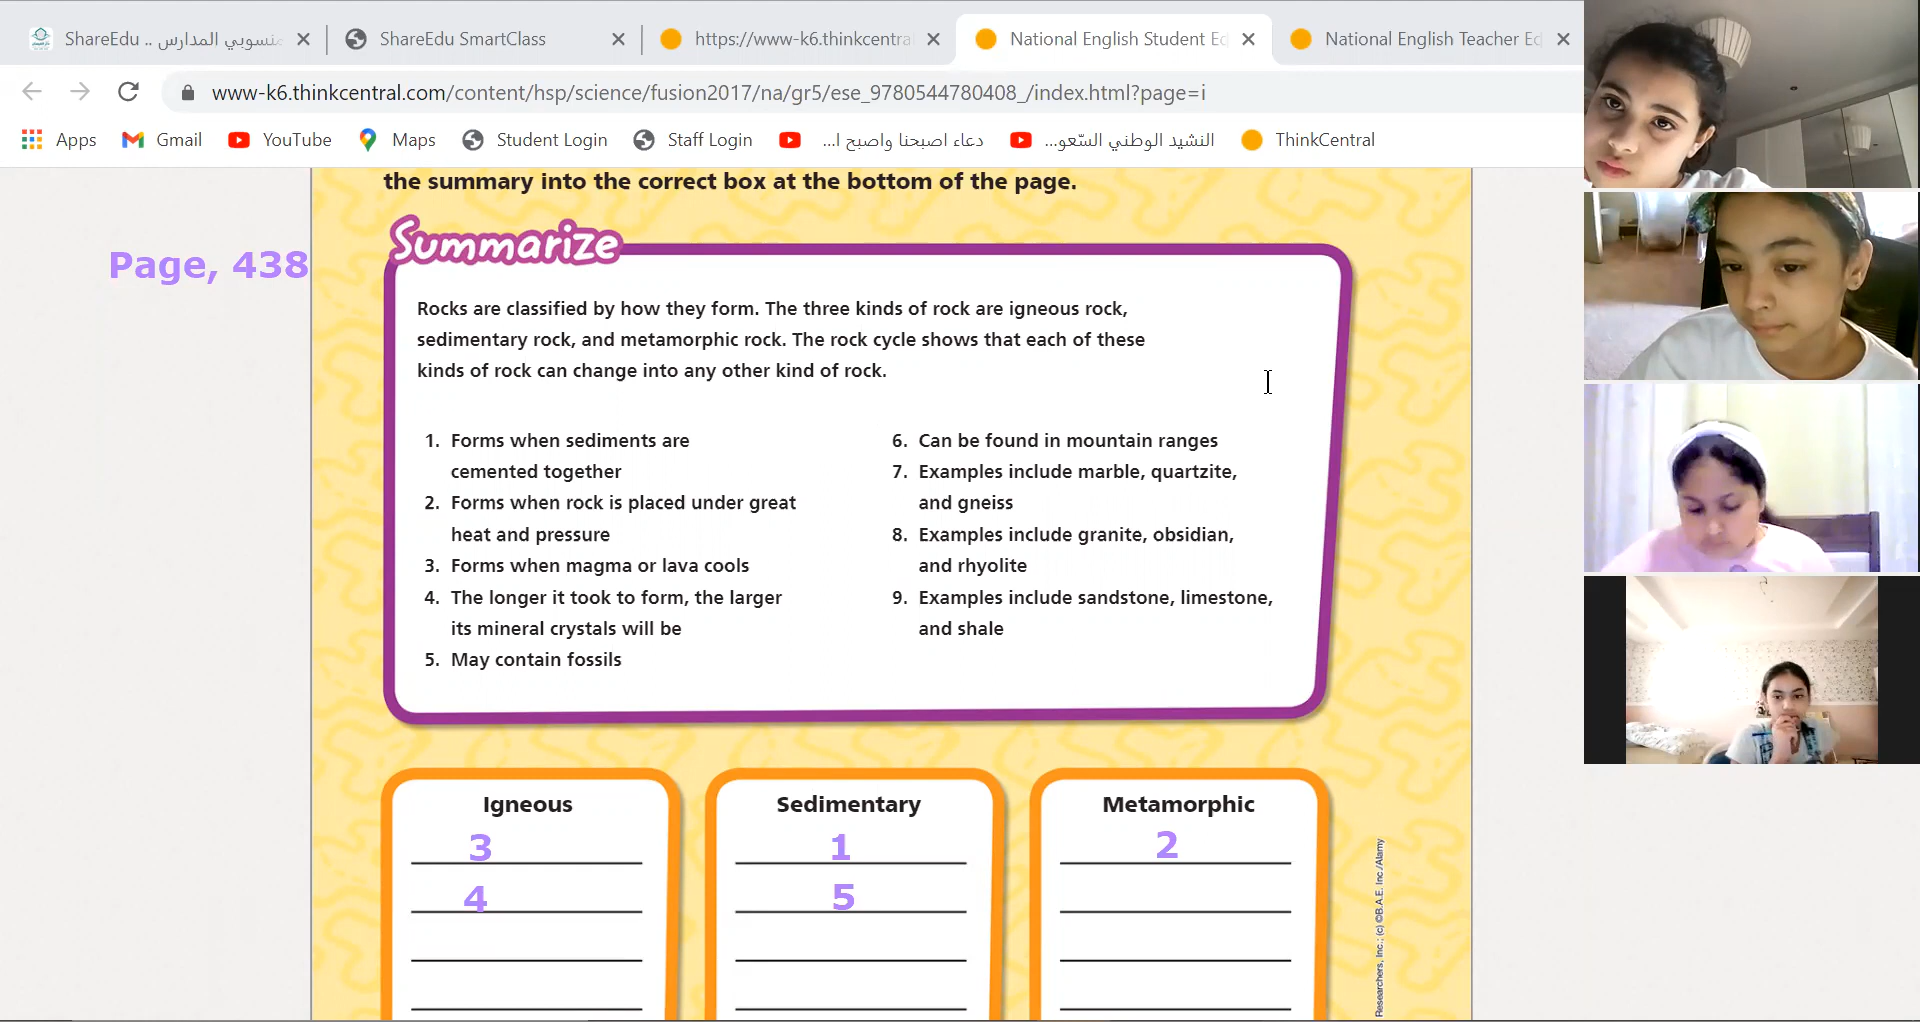 ShareEdu .. منسوبي المدارس
ShareEdu SmartClass
https://www-k6.thinkcentral
National English Student Ed
National English Teacher Ed
www-k6.thinkcentral.com/content/hsp/science/fusion2017/na/gr5/ese_9780544780408_/index.html?page=i
Apps
Gmail
YouTube
Maps
Student Login
Staff Login
دعاء اصبحنا واصبح ا...
النشيد الوطني السّعو...
ThinkCentral
the summary into the correct box at the bottom of the page.
Page, 438
Summarize
Rocks are classified by how they form. The three kinds of rock are igneous rock,
sedimentary rock, and metamorphic rock. The rock cycle shows that each of these
kinds of rock can change into any other kind of rock.
1. Forms when sediments are
cemented together
2. Forms when rock is placed under great
heat and pressure
3. Forms when magma or lava cools
4. The longer it took to form, the larger
its mineral crystals will be
5. May contain fossils
6. Can be found in mountain ranges
7. Examples include marble, quartzite,
and gneiss
8. Examples include granite, obsidian,
and rhyolite
9. Examples include sandstone, limestone,
and shale
Igneous
3
4
Sedimentary
1
5
Metamorphic
2
Researchers, Inc.; (c) ©B.A.E. Inc./Alamy